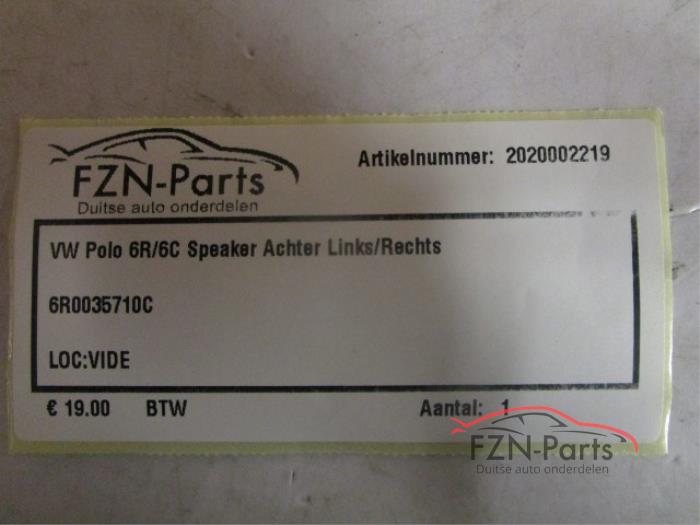 FZN-Parts
Duitse auto onderdelen
Artikelnummer: 2020002219
VW Polo 6R/6C Speaker Achter Links/Rechts
6R0035710C
LOC:VIDE
€ 19.00 BTW Aantal: 1
FZN-Parts
Duitse auto onderdelen